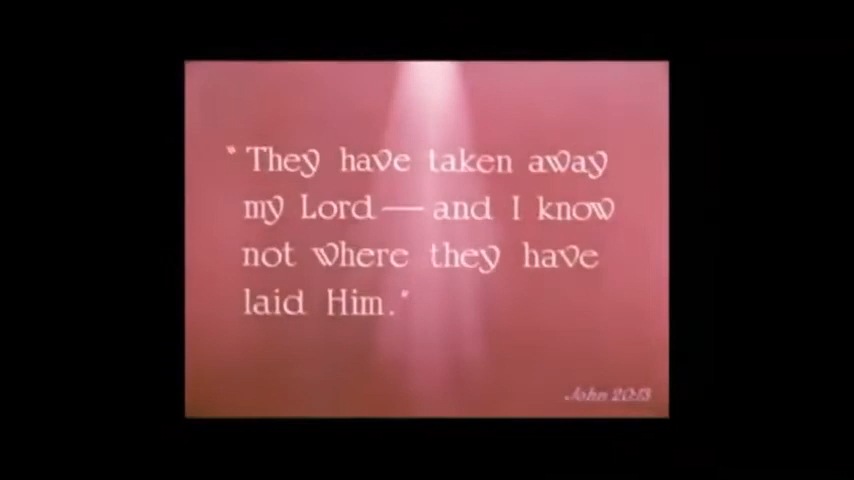 "They have taken away
my Lord — and I know
not where they have
laid Him."
John 20:13